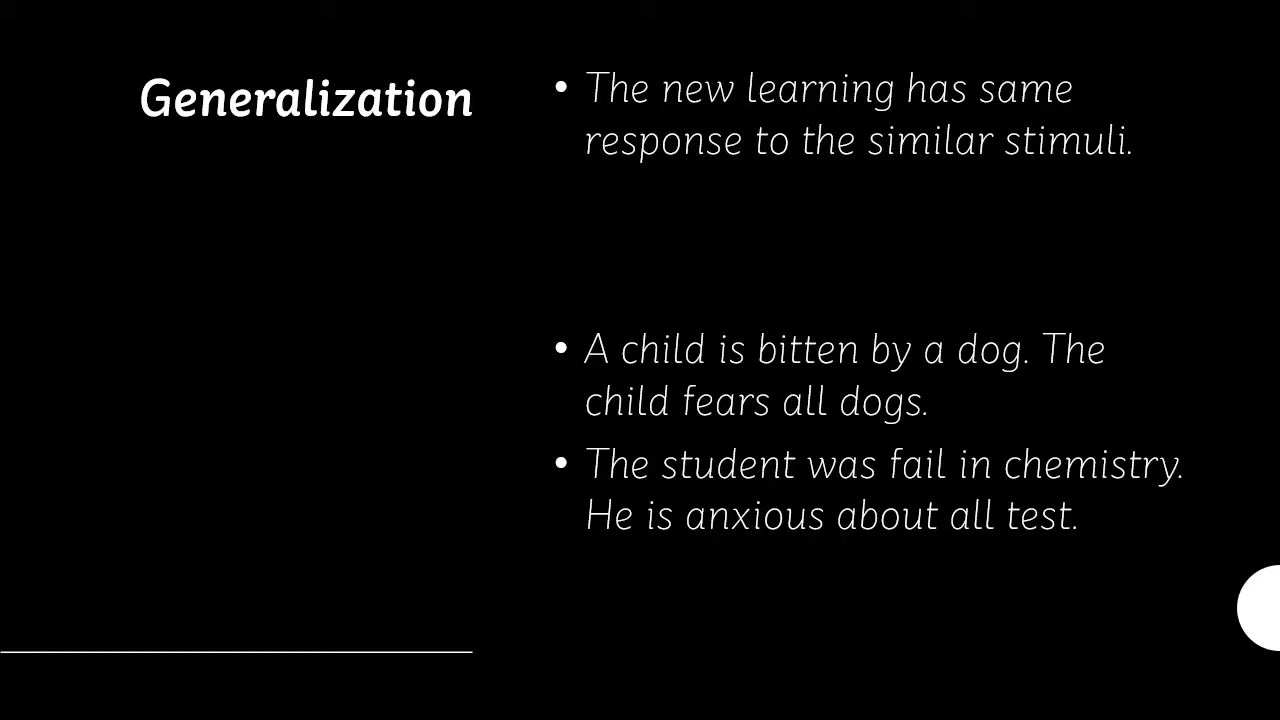 Generalization
• The new learning has same
response to the similar stimuli.
• A child is bitten by a dog. The
child fears all dogs.
• The student was fail in chemistry.
He is anxious about all test.